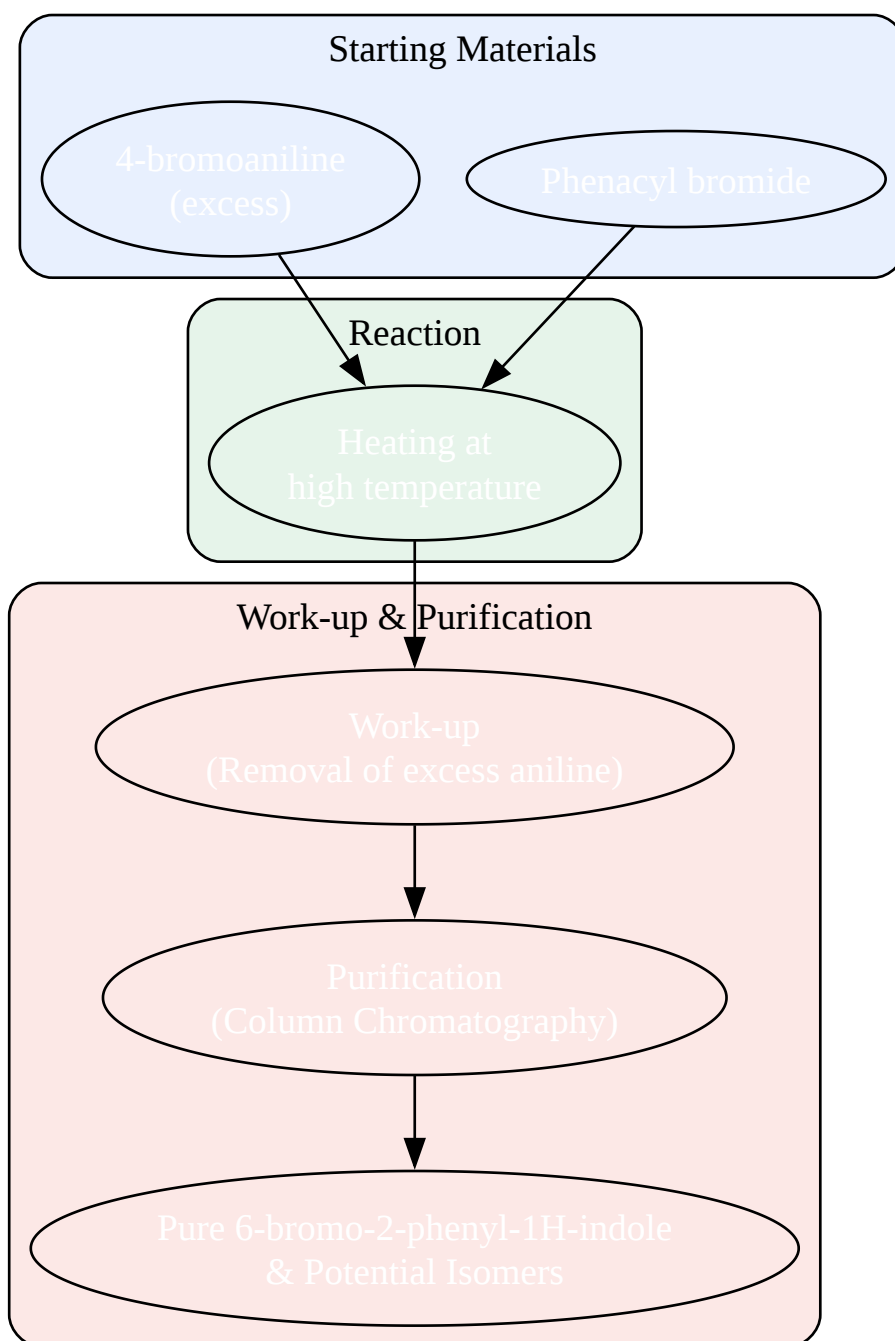 Starting Materials
4-bromoaniline
(excess)
Phenacyl bromide
Reaction
Heating at
high temperature
Work-up & Purification
Work-up
(Removal of excess aniline)
Purification
(Column Chromatography)
Pure 6-bromo-2-phenyl-1H-indole
& Potential Isomers